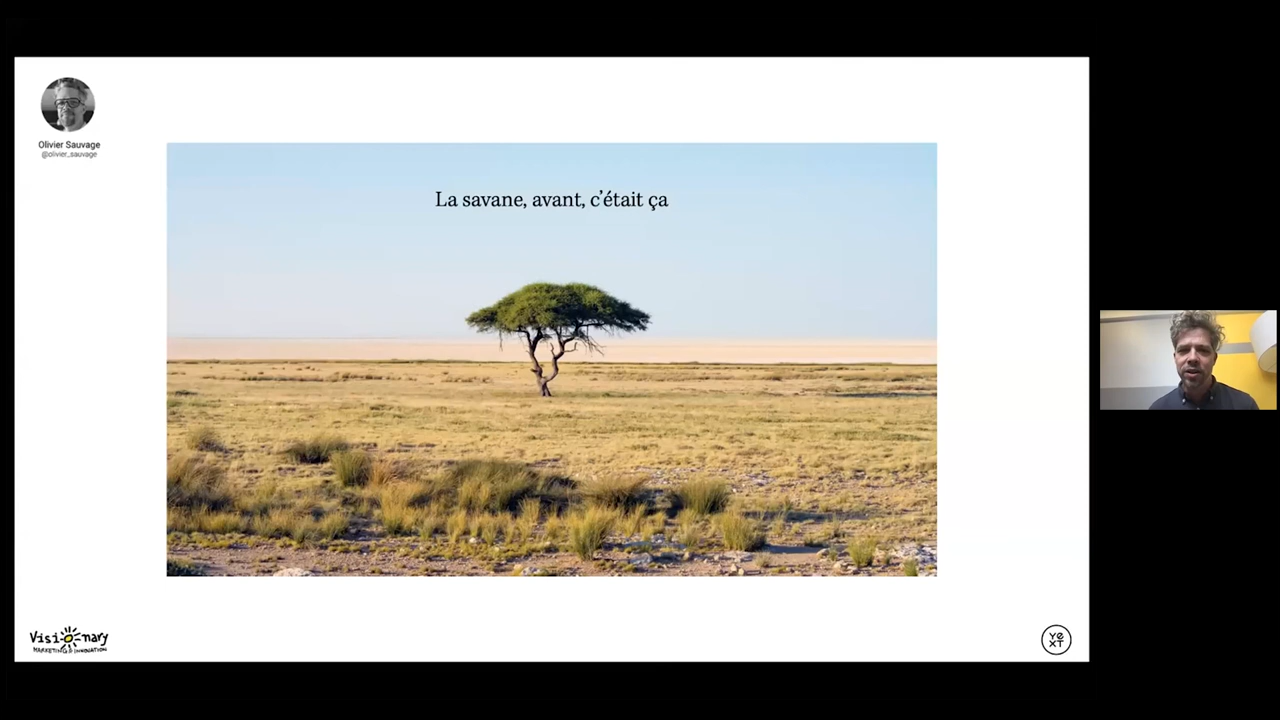 Olivier Sauvage
@olivier_sauvage
La savane, avant, c’était ça
Visionary
MARKETING & INNOVATION
YEXT